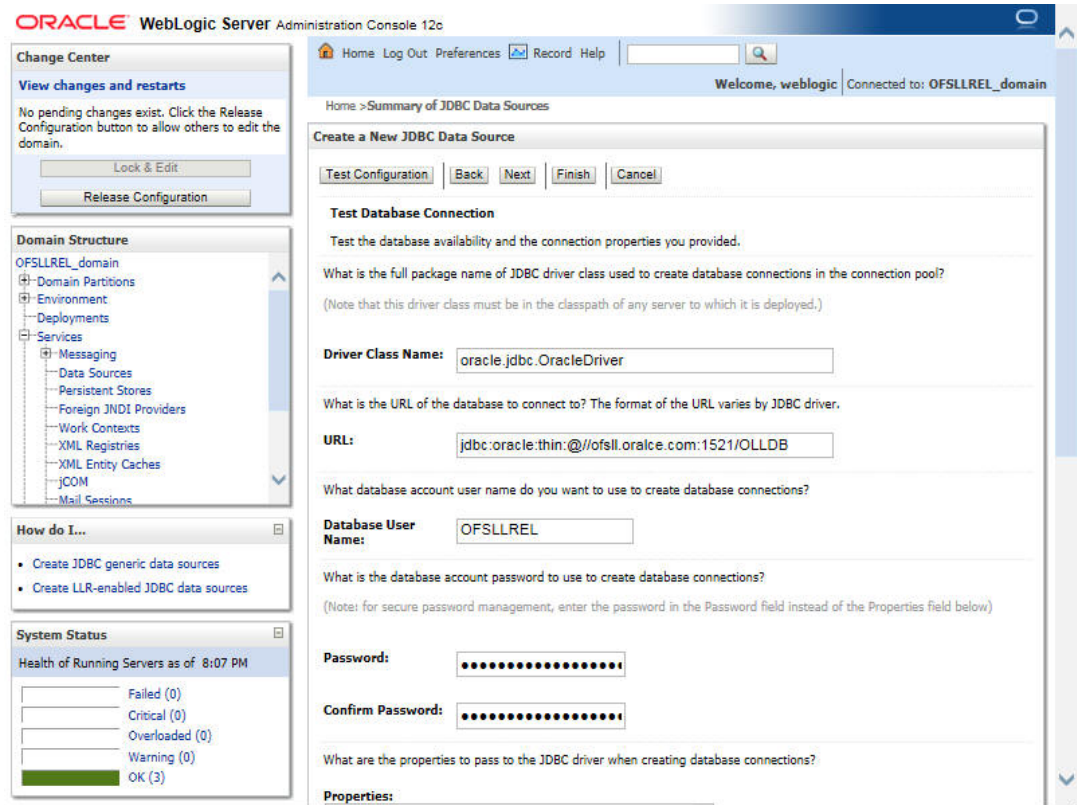 ORACLE WebLogic Server Administration Console 12c
Change Center
View changes and restarts
No pending changes exist. Click the Release
Configuration button to allow others to edit the
domain.
Lock & Edit
Release Configuration
Domain Structure
OFSLLREL_domain
Domain Partitions
Environment
Deployments
Services
Messaging
Data Sources
Persistent Stores
Foreign JNDI Providers
Work Contexts
XML Registries
XML Entity Caches
jCOM
Mail Sessions
How do I...
Create JDBC generic data sources
Create LLR-enabled JDBC data sources
System Status
Health of Running Servers as of 8:07 PM
Failed (0)
Critical (0)
Overloaded (0)
Warning (0)
OK (3)
Home Log Out Preferences Record Help
Welcome, weblogic Connected to: OFSLLREL_domain
Home >Summary of JDBC Data Sources
Create a New JDBC Data Source
Test Configuration Back Next Finish Cancel
Test Database Connection
Test the database availability and the connection properties you provided.
What is the full package name of JDBC driver class used to create database connections in the connection pool?
(Note that this driver class must be in the classpath of any server to which it is deployed.)
Driver Class Name: oracle.jdbc.OracleDriver
What is the URL of the database to connect to? The format of the URL varies by JDBC driver.
URL: jdbc:oracle:thin:@//ofsll.oralce.com:1521/OLLDB
What database account user name do you want to use to create database connections?
Database User
Name: OFSLLREL
What is the database account password to use to create database connections?
(Note: for secure password management, enter the password in the Password field instead of the Properties field below)
Password:
Confirm Password:
What are the properties to pass to the JDBC driver when creating database connections?
Properties: